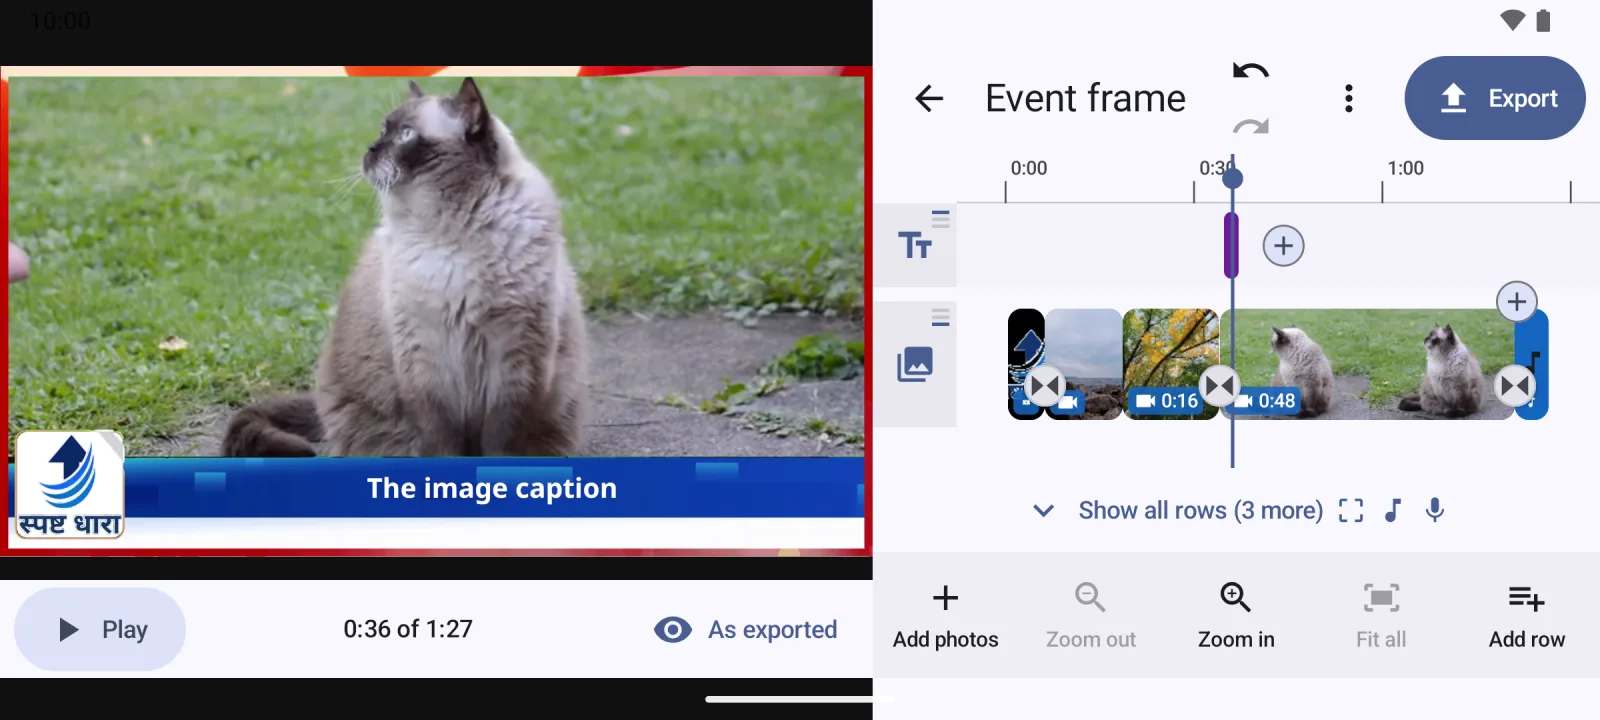 10:00
The image caption
स्पष्ट धारा
Play
0:36 of 1:27
As exported
Event frame
Export
0:00
0:30
1:00
Tт
0:16
0:48
Show all rows (3 more)
Add photos
Zoom out
Zoom in
Fit all
Add row